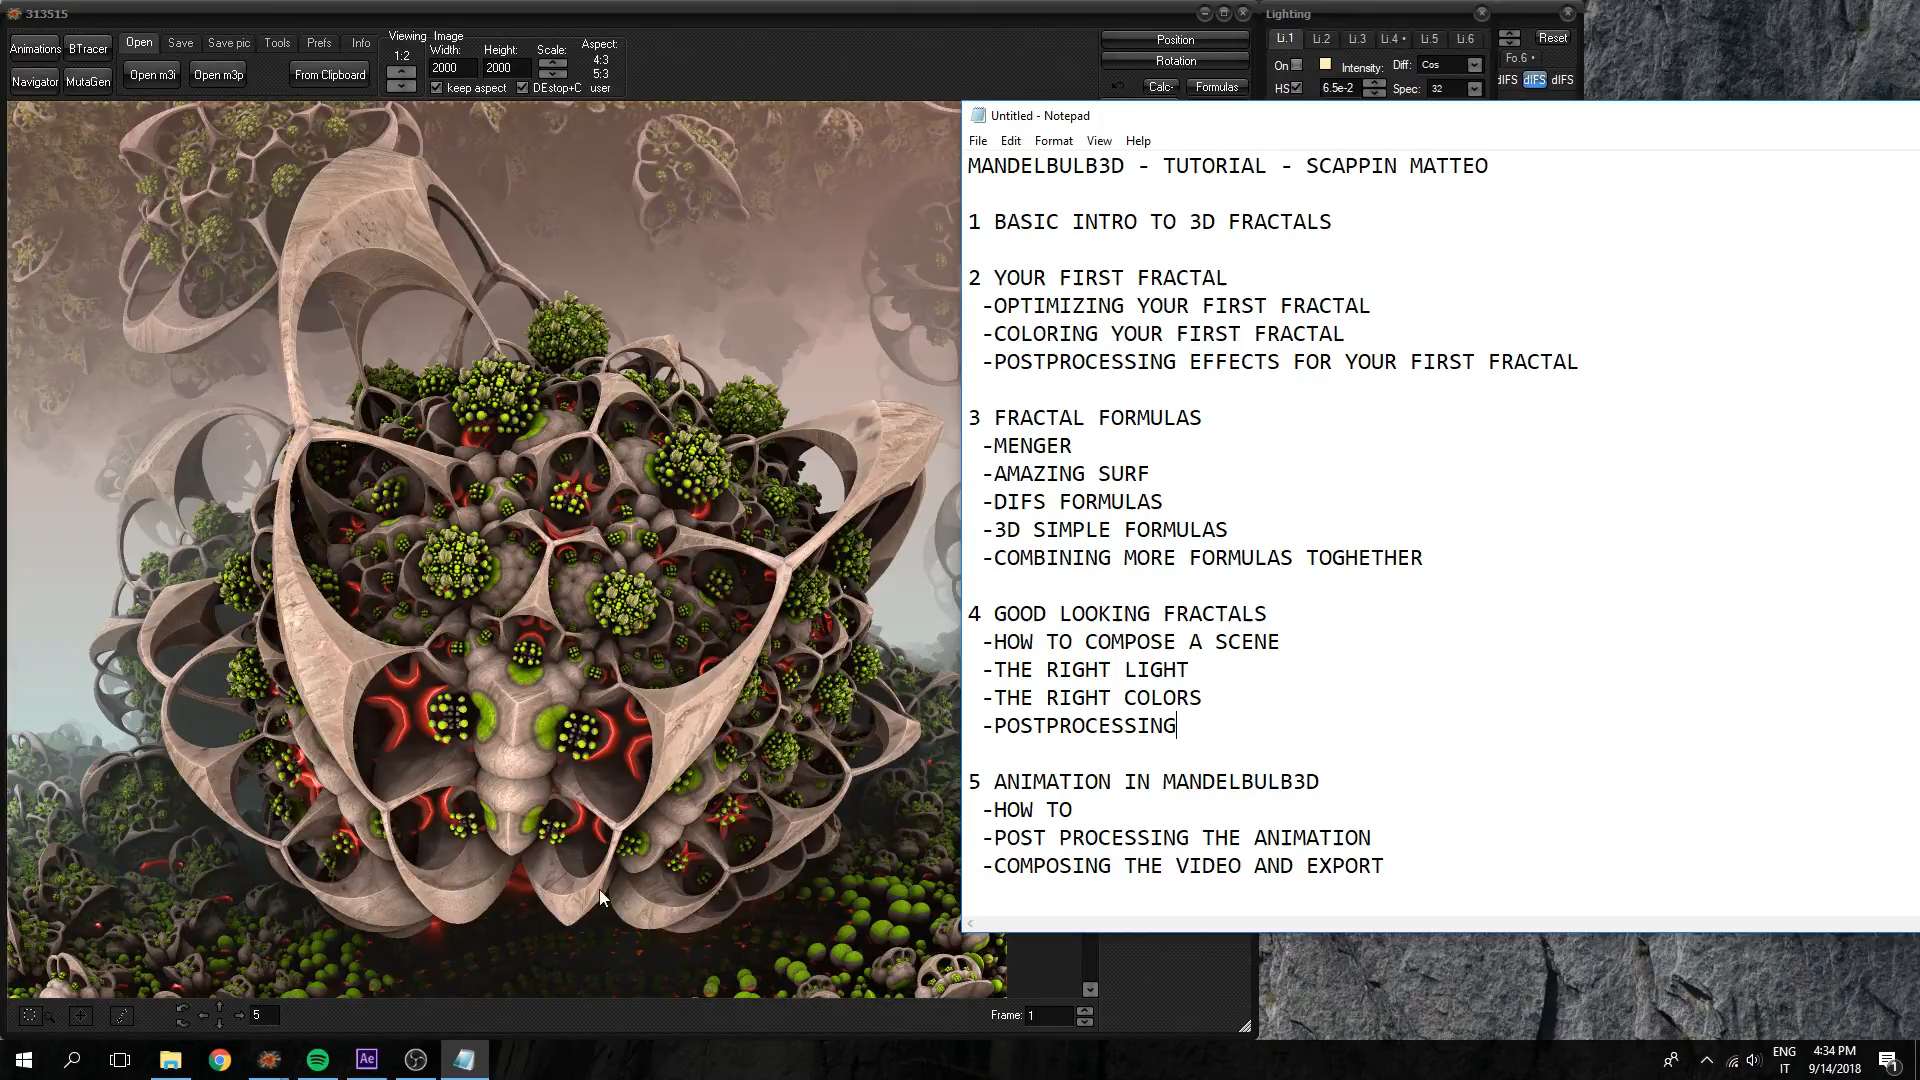 313515
Animations
BTracer
Navigator
MutaGen
Open
Save
Save pic
Tools
Prefs
Info
Open m3i
Open m3p
From Clipboard
Viewing
1:2
Image
Width:
Height:
Scale:
Aspect:
2000
2000
4:3
5:3
user
keep aspect
DEstop+C
Position
Rotation
Calc-
Formulas
Lighting
Li.1
Li.2
Li.3
Li.4
Li.5
Li.6
Reset
On
Intensity:
Diff:
Cos
HS
6.5e-2
Spec:
32
Fo.6
dIFS
dIFS
dIFS
Untitled - Notepad
File Edit Format View Help
MANDELBULB3D - TUTORIAL - SCAPPIN MATTEO
1 BASIC INTRO TO 3D FRACTALS
2 YOUR FIRST FRACTAL
-OPTIMIZING YOUR FIRST FRACTAL
-COLORING YOUR FIRST FRACTAL
-POSTPROCESSING EFFECTS FOR YOUR FIRST FRACTAL
3 FRACTAL FORMULAS
-MENGER
-AMAZING SURF
-DIFS FORMULAS
-3D SIMPLE FORMULAS
-COMBINING MORE FORMULAS TOGHETHER
4 GOOD LOOKING FRACTALS
-HOW TO COMPOSE A SCENE
-THE RIGHT LIGHT
-THE RIGHT COLORS
-POSTPROCESSING
5 ANIMATION IN MANDELBULB3D
-HOW TO
-POST PROCESSING THE ANIMATION
-COMPOSING THE VIDEO AND EXPORT
5
Frame: 1
Ae
ENG
IT
4:34 PM
9/14/2018
1